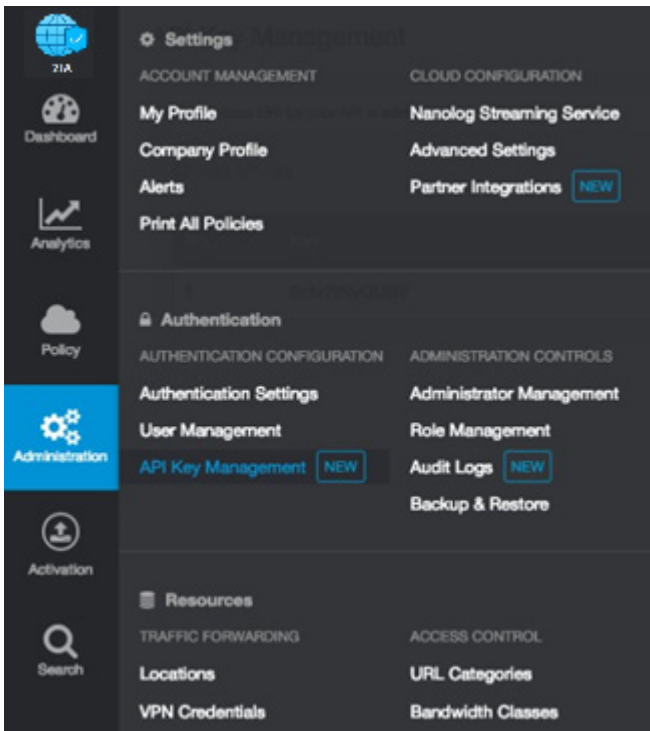 ZIA
Dashboard
Analytics
Policy
Administration
Activation
Search
Settings
ACCOUNT MANAGEMENT
My Profile
Company Profile
Alerts
Print All Policies
CLOUD CONFIGURATION
Nanolog Streaming Service
Advanced Settings
Partner Integrations NEW
Authentication
AUTHENTICATION CONFIGURATION
Authentication Settings
User Management
API Key Management NEW
ADMINISTRATION CONTROLS
Administrator Management
Role Management
Audit Logs NEW
Backup & Restore
Resources
TRAFFIC FORWARDING
Locations
VPN Credentials
ACCESS CONTROL
URL Categories
Bandwidth Classes